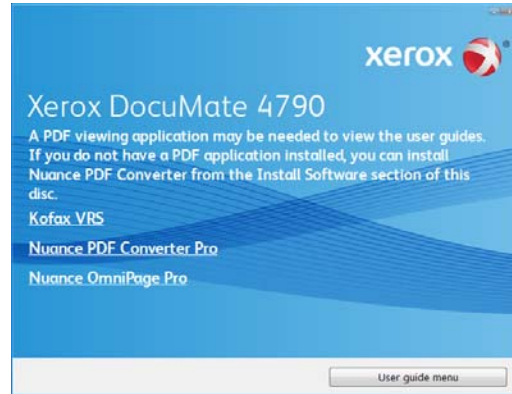 xerox
Xerox DocuMate 4790
A PDF viewing application may be needed to view the user guides.
If you do not have a PDF application installed, you can install
Nuance PDF Converter from the Install Software section of this
disc.
Kofax VRS
Nuance PDF Converter Pro
Nuance OmniPage Pro
User guide menu